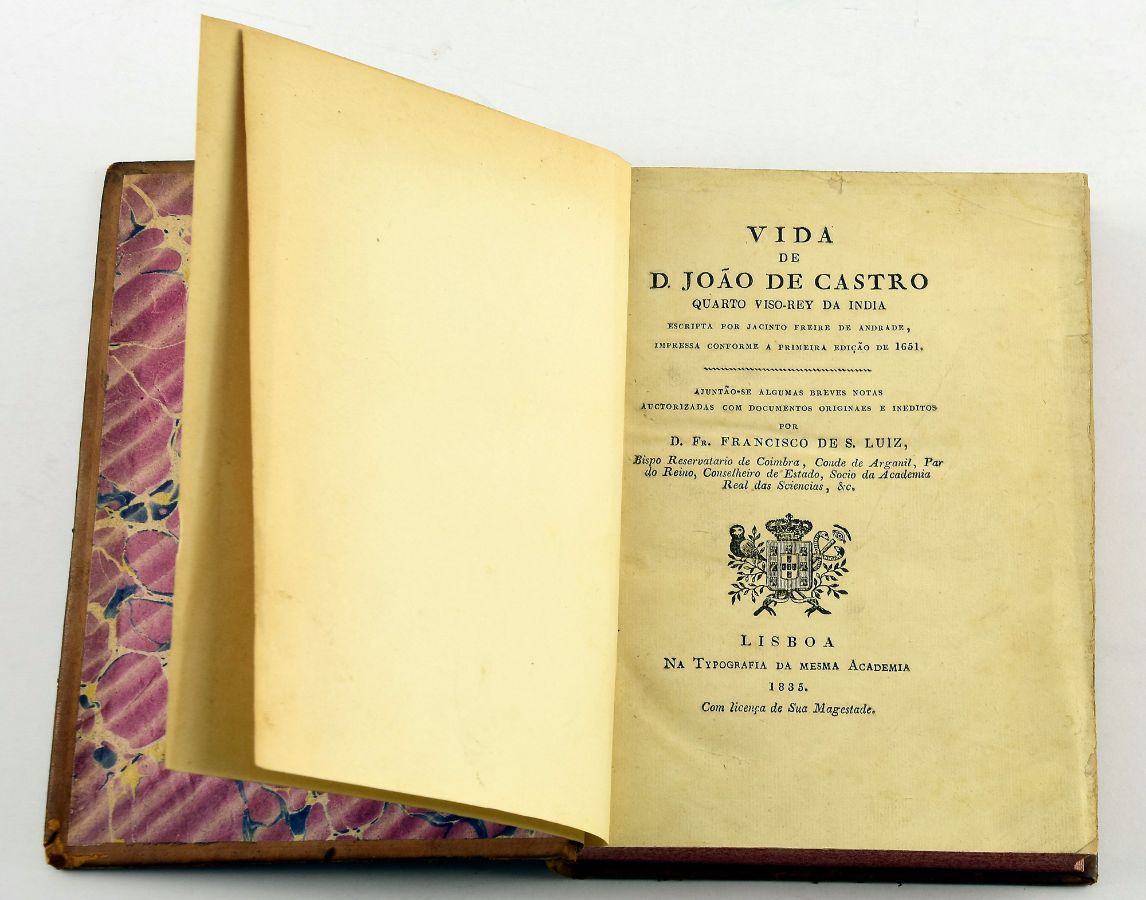 VIDA
DE
D. JOÃO DE CASTRO
QUARTO VISO-REY DA INDIA
ESCRIPTA POR JACINTO FREIRE DE ANDRADE,
IMPRESSA CONFORME A PRIMEIRA EDIÇÃO DE 1651.
AJUNTÃO-SE ALGUMAS BREVES NOTAS
AUCTORIZADAS COM DOCUMENTOS ORIGINAES E INEDITOS
POR
D. FR. FRANCISCO DE S. LUIZ,
Bispo Reservatario de Coimbra, Conde de Arganil, Par
do Reino, Conselheiro de Estado, Socio da Academia
Real das Sciencias, &c.
LISBOA
NA TYPOGRAFIA DA MESMA ACADEMIA
1835.
Com licença de Sua Magestade.